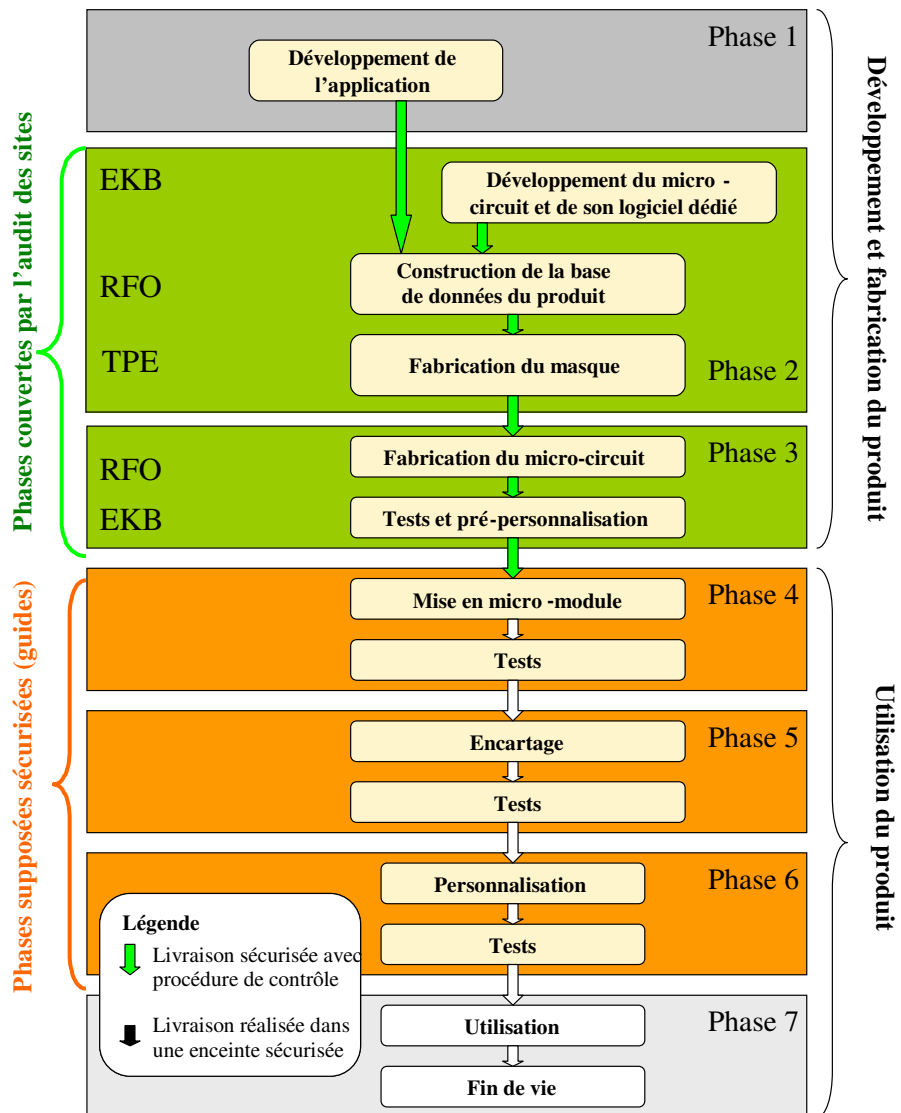 Phase 1
Développement de
l’application
EKB
Développement du micro -
circuit et de son logiciel dédié
RFO
Construction de la base
de données du produit
TPE
Fabrication du masque
Phase 2
Phase 3
Fabrication du micro-circuit
RFO
EKB
Tests et pré-personnalisation
Phase 4
Mise en micro -module
Tests
Phase 5
Encartage
Tests
Phase 6
Personnalisation
Tests
Légende
Livraison sécurisée avec
procédure de contrôle
Livraison réalisée dans
une enceinte sécurisée
Phase 7
Utilisation
Fin de vie
Phases couvertes par l’audit des sites
Phases supposées sécurisées (guides)
Développement et fabrication du produit
Utilisation du produit